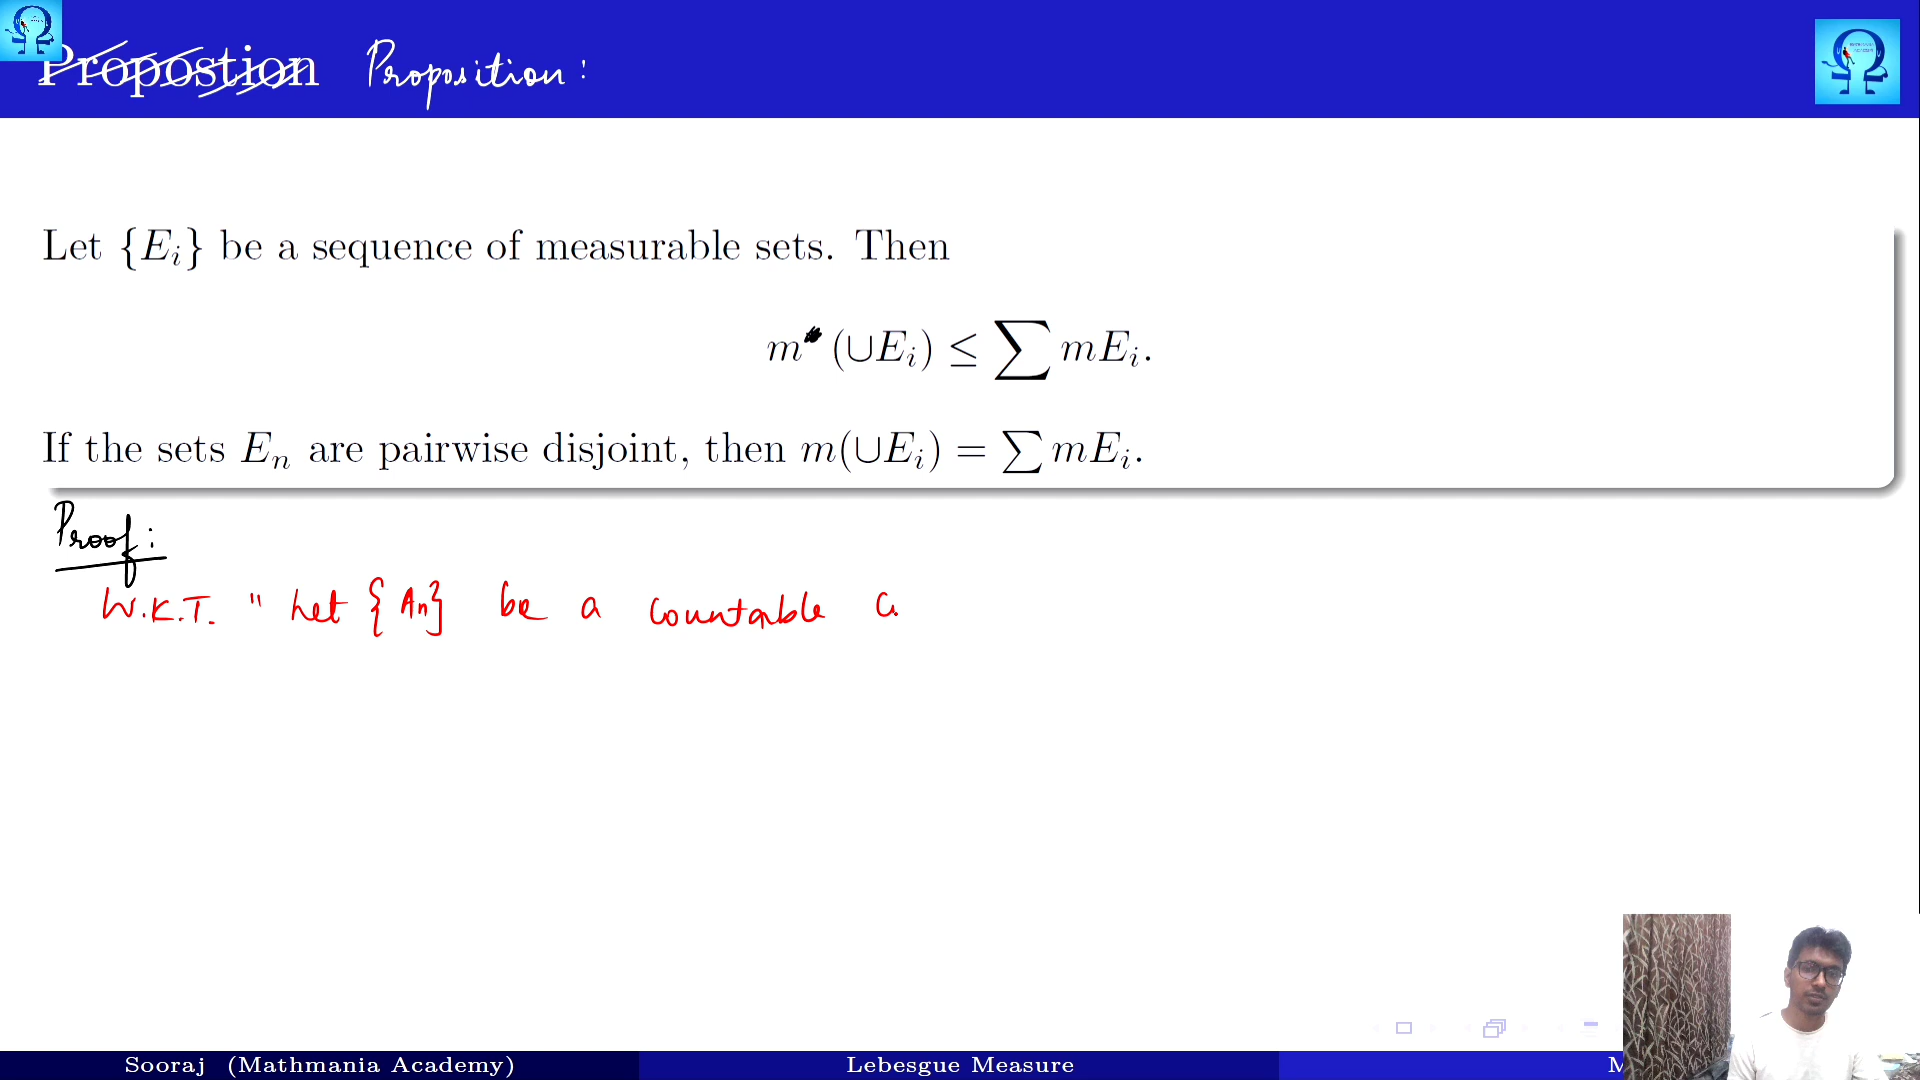 Propostion Proposition :
Let {E_i} be a sequence of measurable sets. Then
m* (∪E_i) ≤ ∑ mE_i.
If the sets E_n are pairwise disjoint, then m(∪E_i) = ∑ mE_i.
Proof:
W.K.T. " Let {An} be a countable c
Sooraj (Mathmania Academy) Lebesgue Measure M